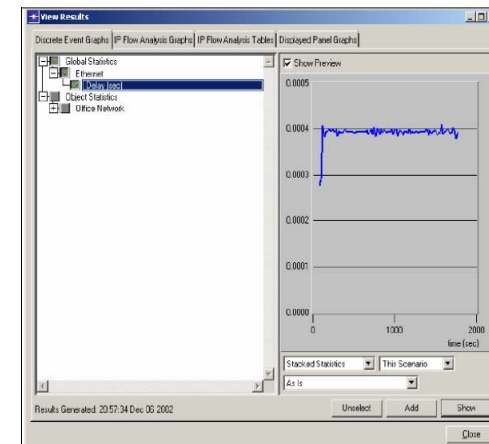 View Results
Discrete Event Graphs | IP Flow Analysis Graphs | IP Flow Analysis Tables | Displayed Panel Graphs
Global Statistics
Ethernet
Delay (sec)
Object Statistics
Office Network
Show Preview
0.0005
0.0004
0.0003
0.0002
0.0001
0.0000
0 1000 2000
time (sec)
Stacked Statistics This Scenario
As Is
Results Generated: 20:57:34 Dec 06 2002
Unselect Add Show
Close